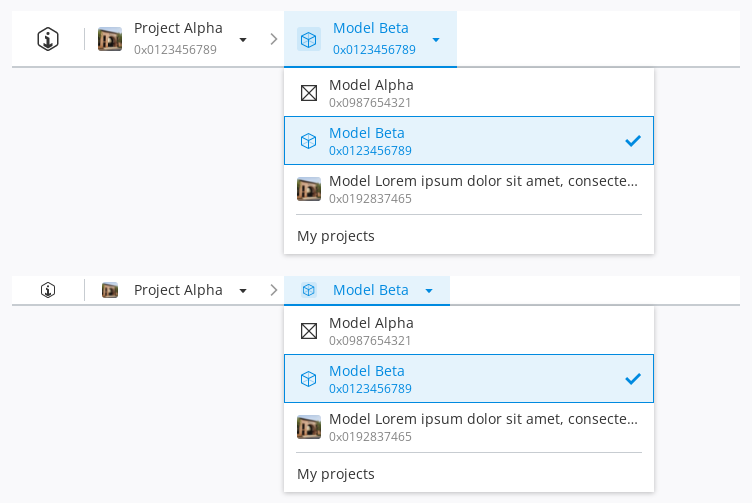 Project Alpha
0x0123456789
Model Beta
0x0123456789
Model Alpha
0x0987654321
Model Beta
0x0123456789
Model Lorem ipsum dolor sit amet, consecte...
0x0192837465
My projects
Project Alpha
Model Beta
Model Alpha
0x0987654321
Model Beta
0x0123456789
Model Lorem ipsum dolor sit amet, consecte...
0x0192837465
My projects